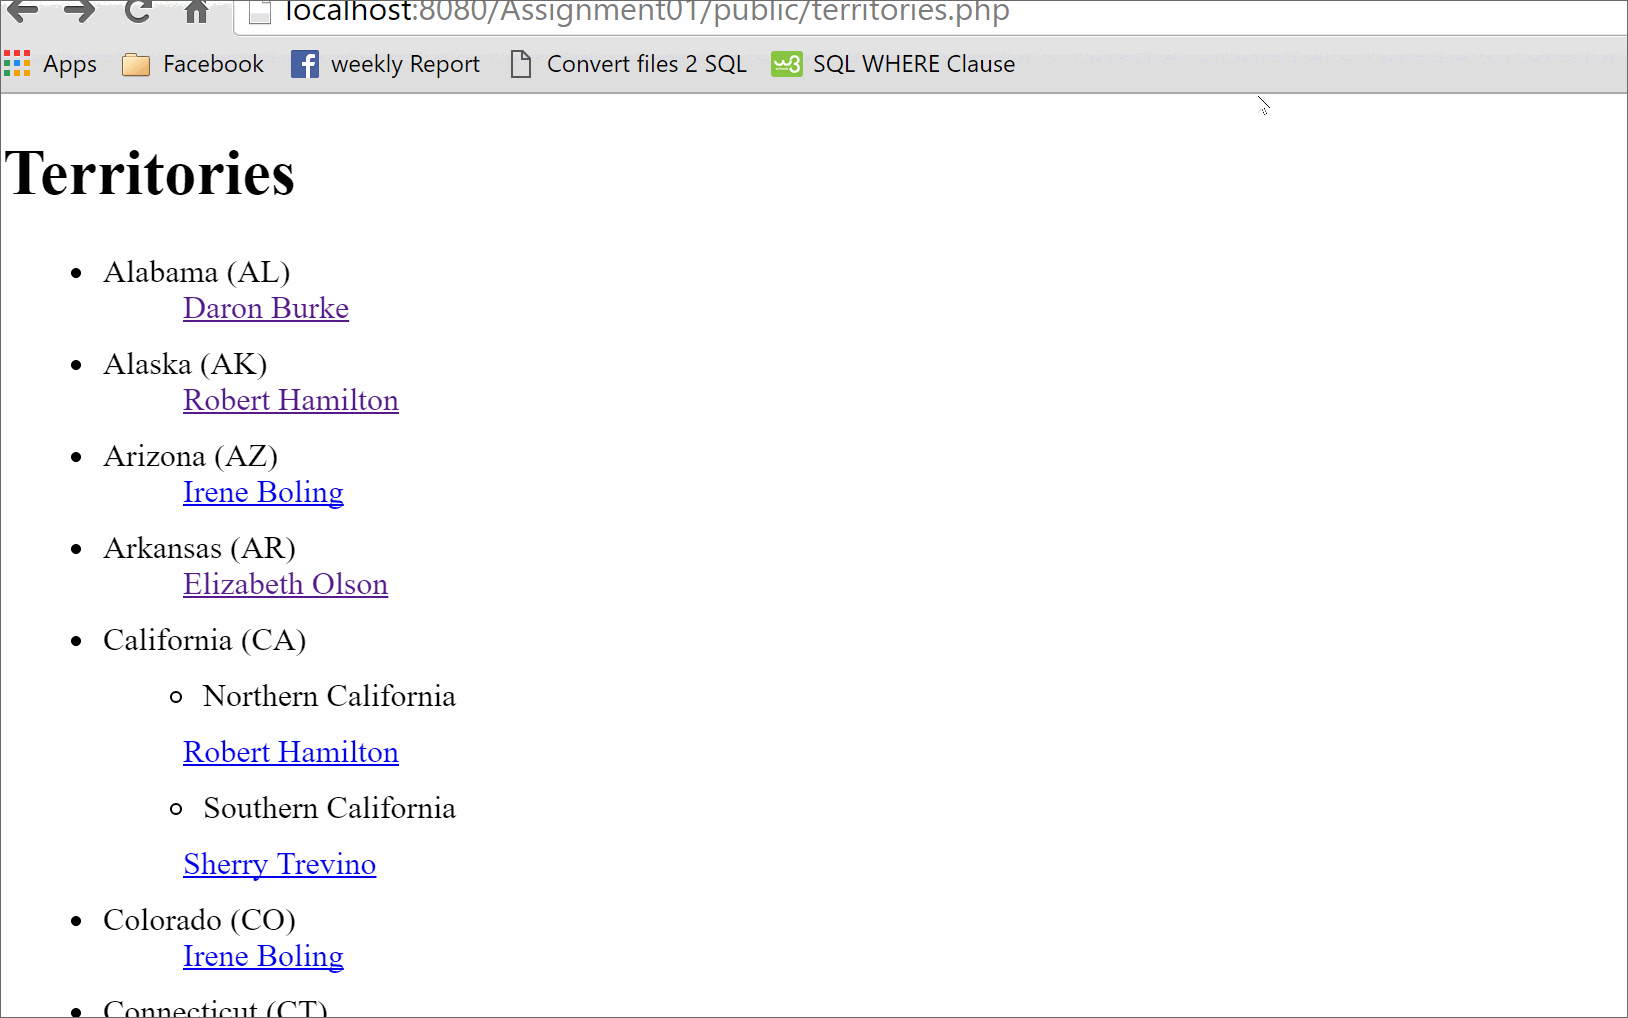 localhost:8080/Assignment01/public/territories.php
Apps Facebook weekly Report Convert files 2 SQL w3 SQL WHERE Clause
Territories
Alabama (AL)
Daron Burke
Alaska (AK)
Robert Hamilton
Arizona (AZ)
Irene Boling
Arkansas (AR)
Elizabeth Olson
California (CA)
Northern California
Robert Hamilton
Southern California
Sherry Trevino
Colorado (CO)
Irene Boling
Connecticut (CT)